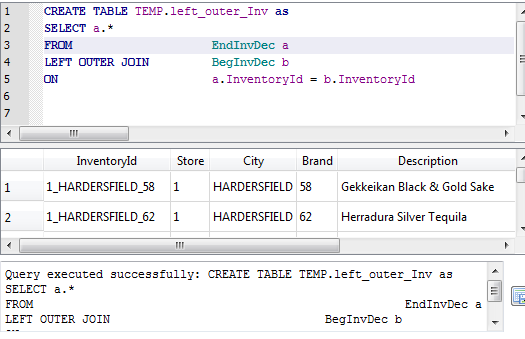 1 CREATE TABLE TEMP.left_outer_Inv as
2 SELECT a.*
3 FROM EndInvDec a
4 LEFT OUTER JOIN BegInvDec b
5 ON a.InventoryId = b.InventoryId
6
7
InventoryId Store City Brand Description
1 1_HARDERSFIELD_58 1 HARDERSFIELD 58 Gekkeikan Black & Gold Sake
2 1_HARDERSFIELD_62 1 HARDERSFIELD 62 Herradura Silver Tequila
Query executed successfully: CREATE TABLE TEMP.left_outer_Inv as
SELECT a.*
FROM EndInvDec a
LEFT OUTER JOIN BegInvDec b